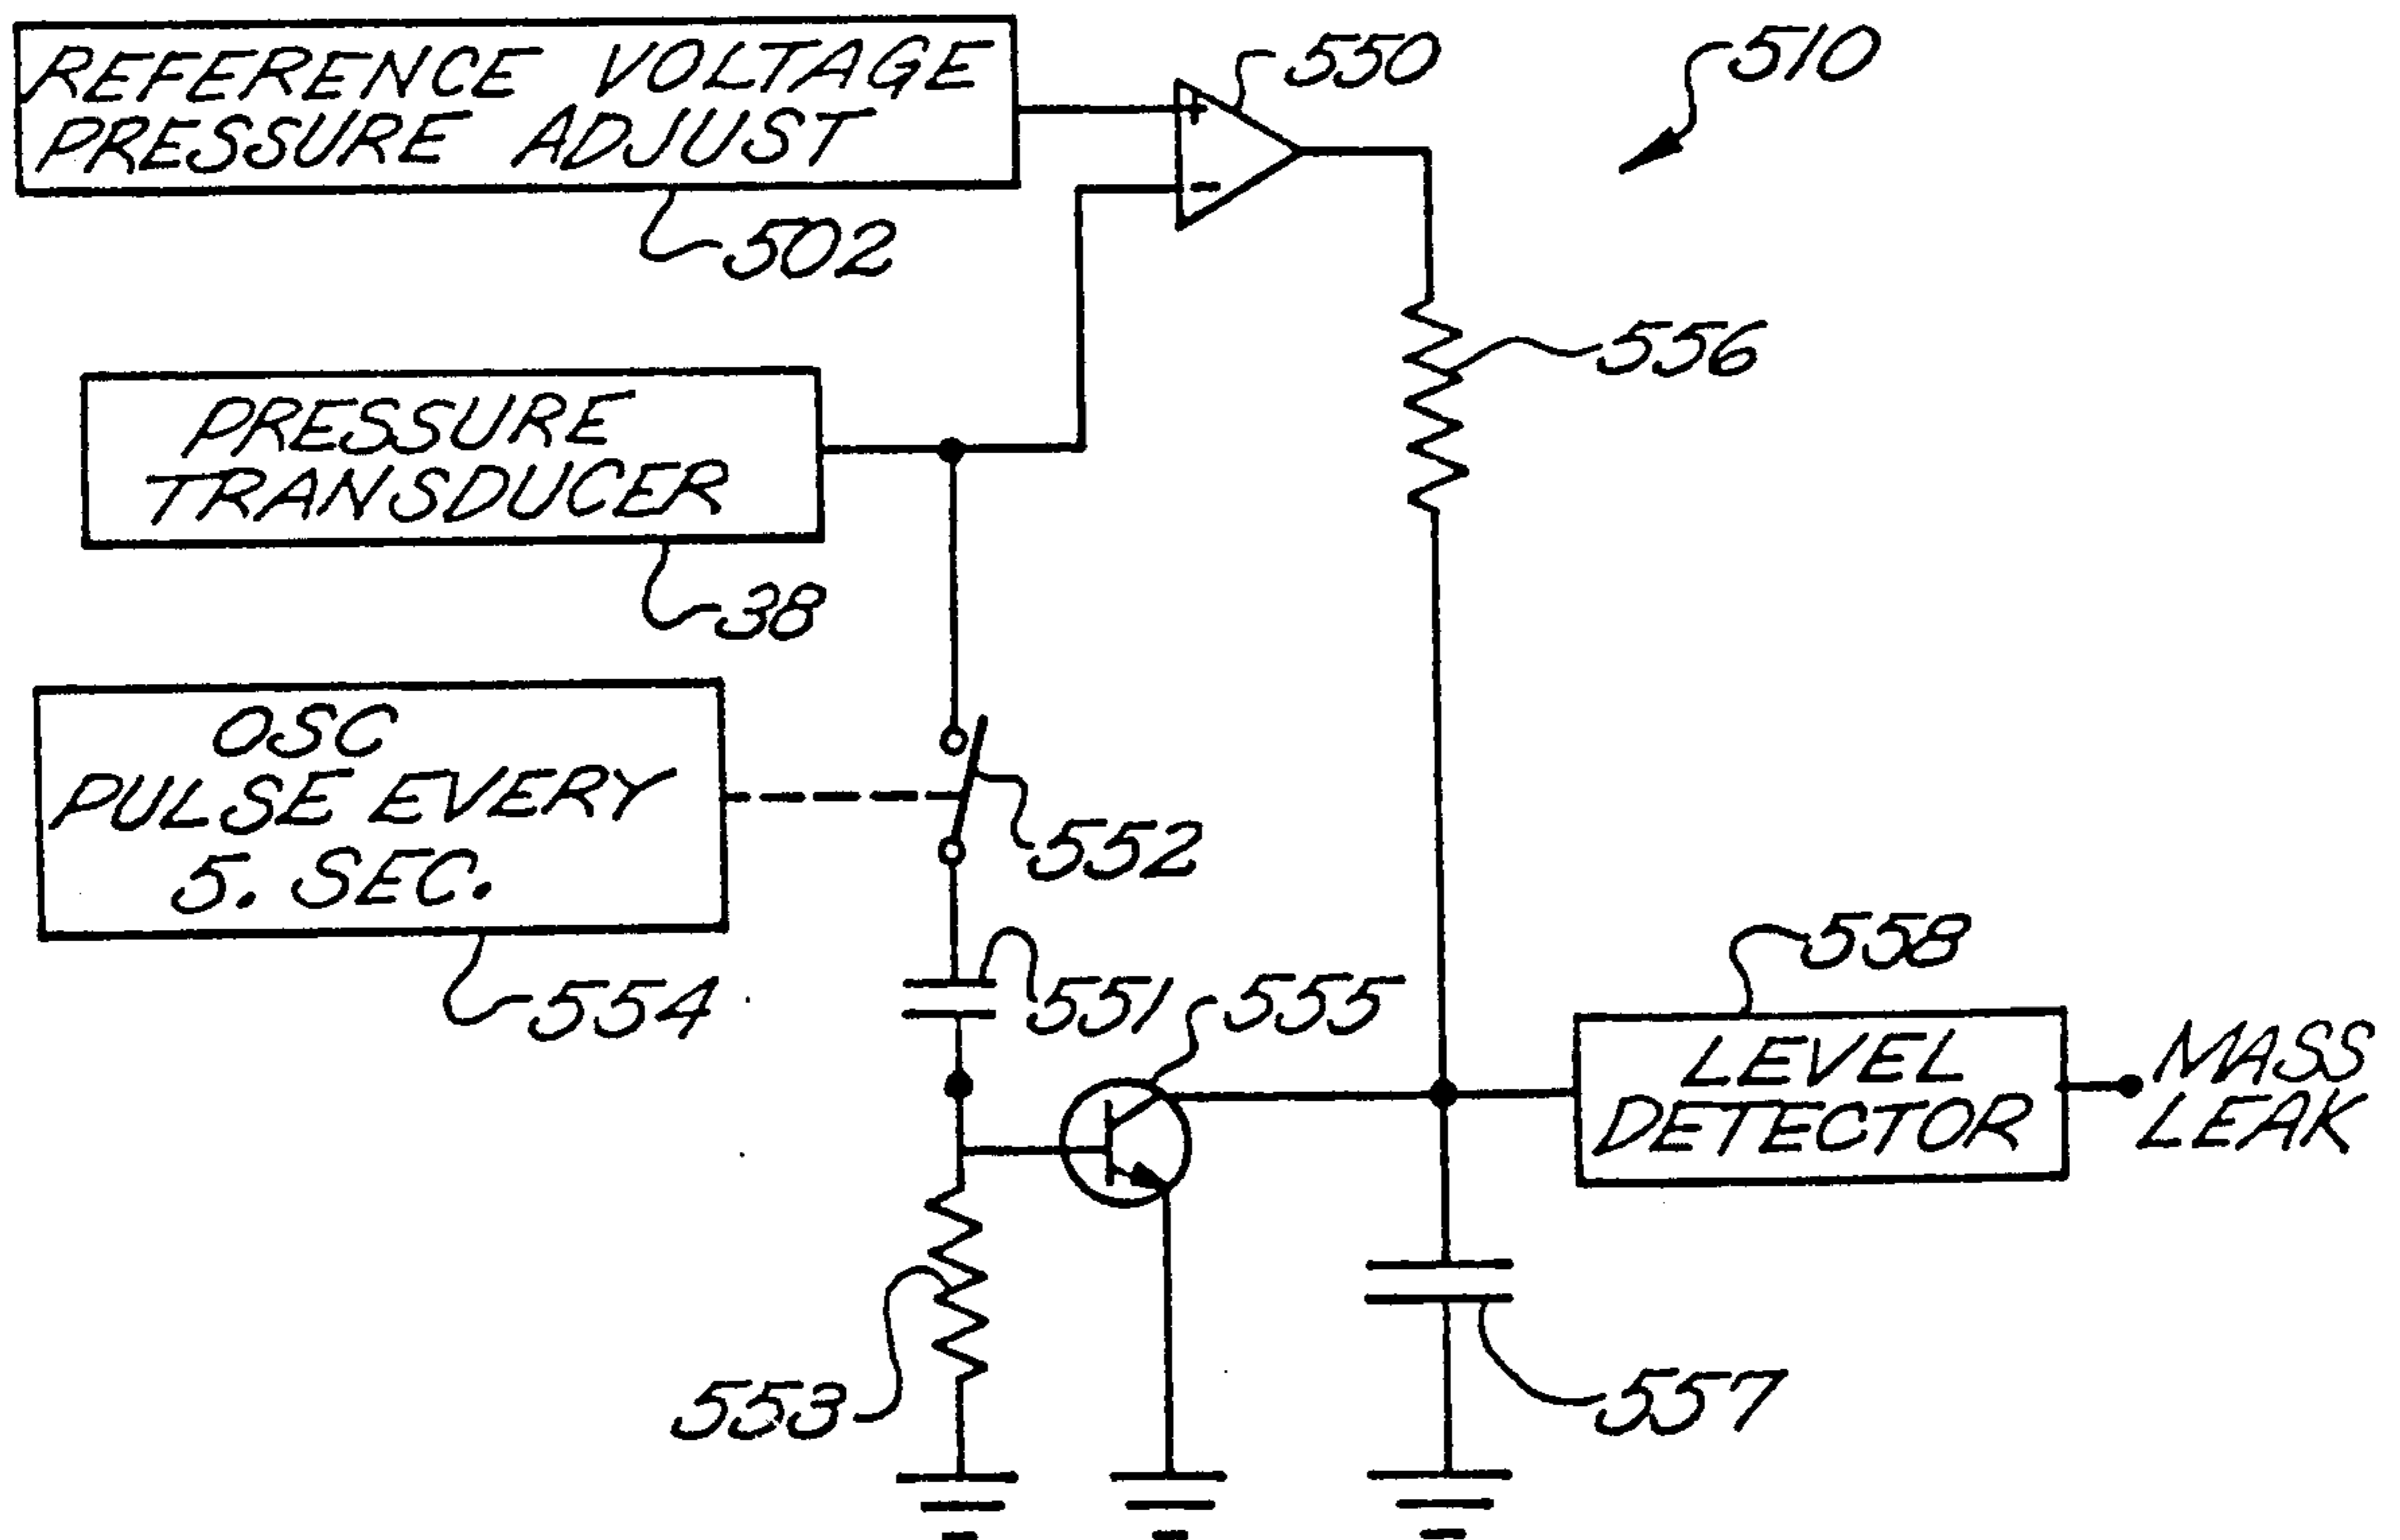 REFERENCE VOLTAGE
PRESSURE ADJUST
502
+
-
550
510
556
PRESSURE
TRANSDUCER
38
OSC
PULSE EVERY
5. SEC.
554
552
551
555
558
LEVEL
DETECTOR
MASS
LEAK
553
557